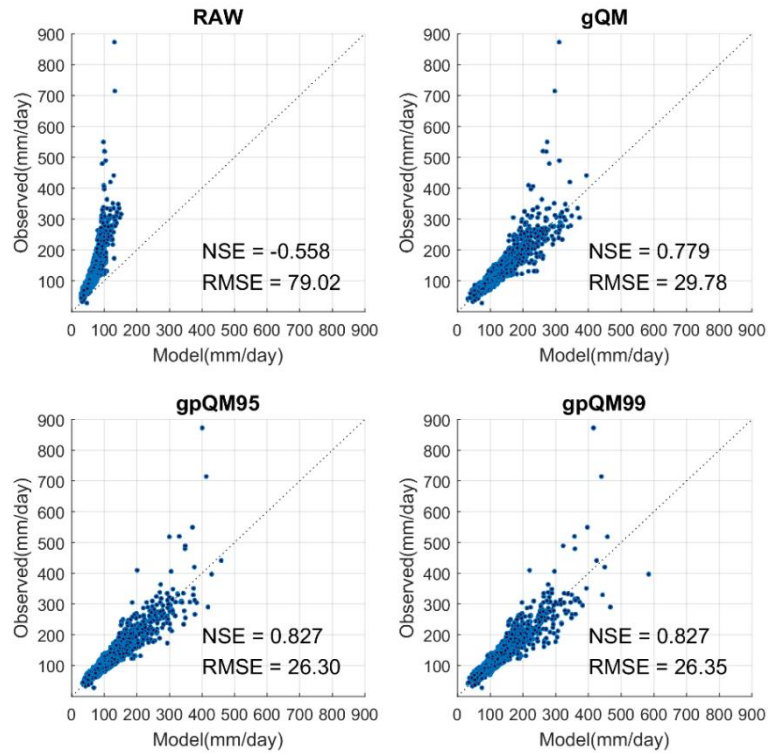 RAW
900
800
700
600
500
400
300
200
100
Observed(mm/day)
NSE = -0.558
RMSE = 79.02
0 100 200 300 400 500 600 700 800 900
Model(mm/day)
gQM
900
800
700
600
500
400
300
200
100
Observed(mm/day)
NSE = 0.779
RMSE = 29.78
0 100 200 300 400 500 600 700 800 900
Model(mm/day)
gpQM95
900
800
700
600
500
400
300
200
100
Observed(mm/day)
NSE = 0.827
RMSE = 26.30
0 100 200 300 400 500 600 700 800 900
Model(mm/day)
gpQM99
900
800
700
600
500
400
300
200
100
Observed(mm/day)
NSE = 0.827
RMSE = 26.35
0 100 200 300 400 500 600 700 800 900
Model(mm/day)